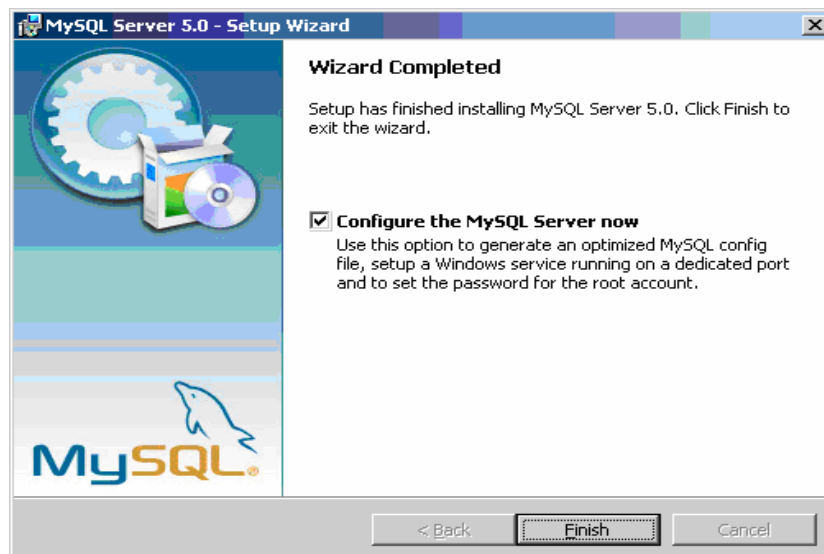 MySQL Server 5.0 - Setup Wizard
Wizard Completed
Setup has finished installing MySQL Server 5.0. Click Finish to
exit the wizard.
Configure the MySQL Server now
Use this option to generate an optimized MySQL config
file, setup a Windows service running on a dedicated port
and to set the password for the root account.
MySQL®
< Back
Finish
Cancel